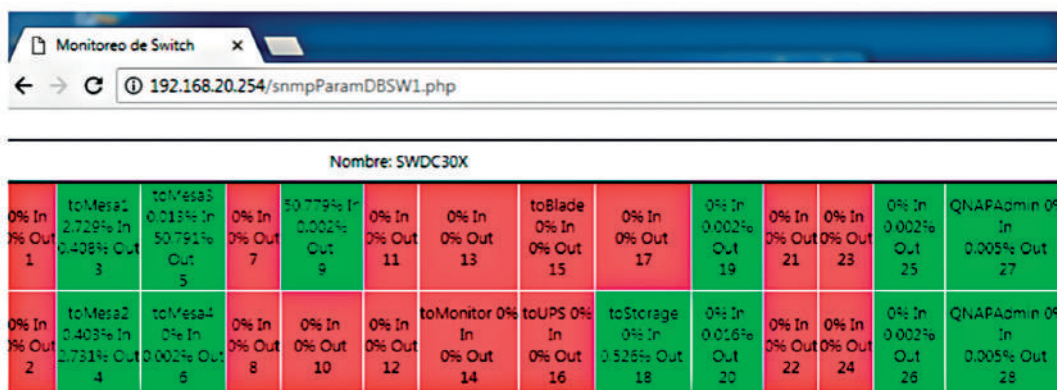 Monitoreo de Switch
192.168.20.254/snmpParamDBSW1.php
Nombre: SWDC30X
0% In
0% Out
1
toMesa1
2.729% In
0.408% Out
3
toMesa3
0.013% In
50.791%
Out
5
0% In
0% Out
7
50.779% In
0.002%
Out
9
0% In
0% Out
11
0% In
0% Out
13
toBlade
0% In
0% Out
15
0% In
0% Out
17
0% In
0.002%
Out
19
0% In
0% Out
21
0% In
0% Out
23
0% In
0.002%
Out
25
QNAPAdmin 0%
In
0.005% Out
27
0% In
0% Out
2
toMesa2
0.403% In
2.731% Out
4
toMesa4
0% In
0.002% Out
6
0% In
0% Out
8
0% In
0% Out
10
0% In
0% Out
12
toMonitor 0%
In
0% Out
14
toUPS 0%
In
0% Out
16
toStorage
0% In
0.526% Out
18
0% In
0.016%
Out
20
0% In
0% Out
22
0% In
0% Out
24
0% In
0.002%
Out
26
QNAPAdmin 0%
In
0.005% Out
28